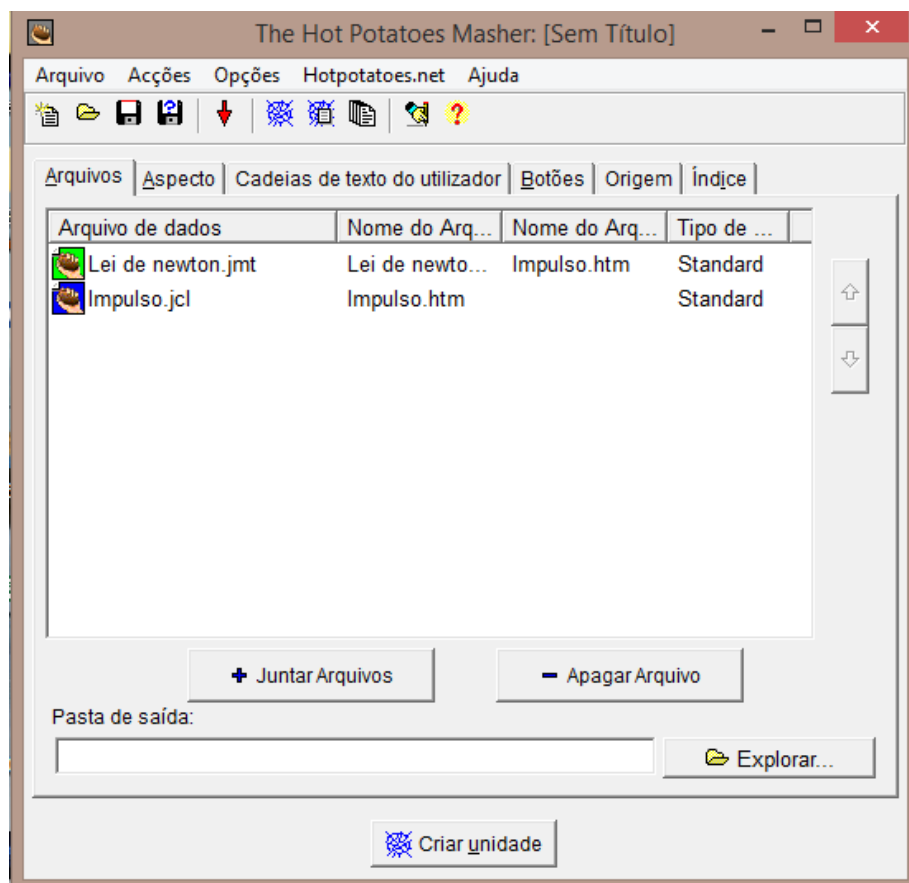 The Hot Potatoes Masher: [Sem Título]
Arquivo Acções Opções Hotpotatoes.net Ajuda
Arquivos Aspecto Cadeias de texto do utilizador Botões Origem Índice
Arquivo de dados Nome do Arq... Nome do Arq... Tipo de ...
Lei de newton.jmt Lei de newto... Impulso.htm Standard
Impulso.jcl Impulso.htm Standard
+ Juntar Arquivos - Apagar Arquivo
Pasta de saída:
Explorar...
Criar unidade